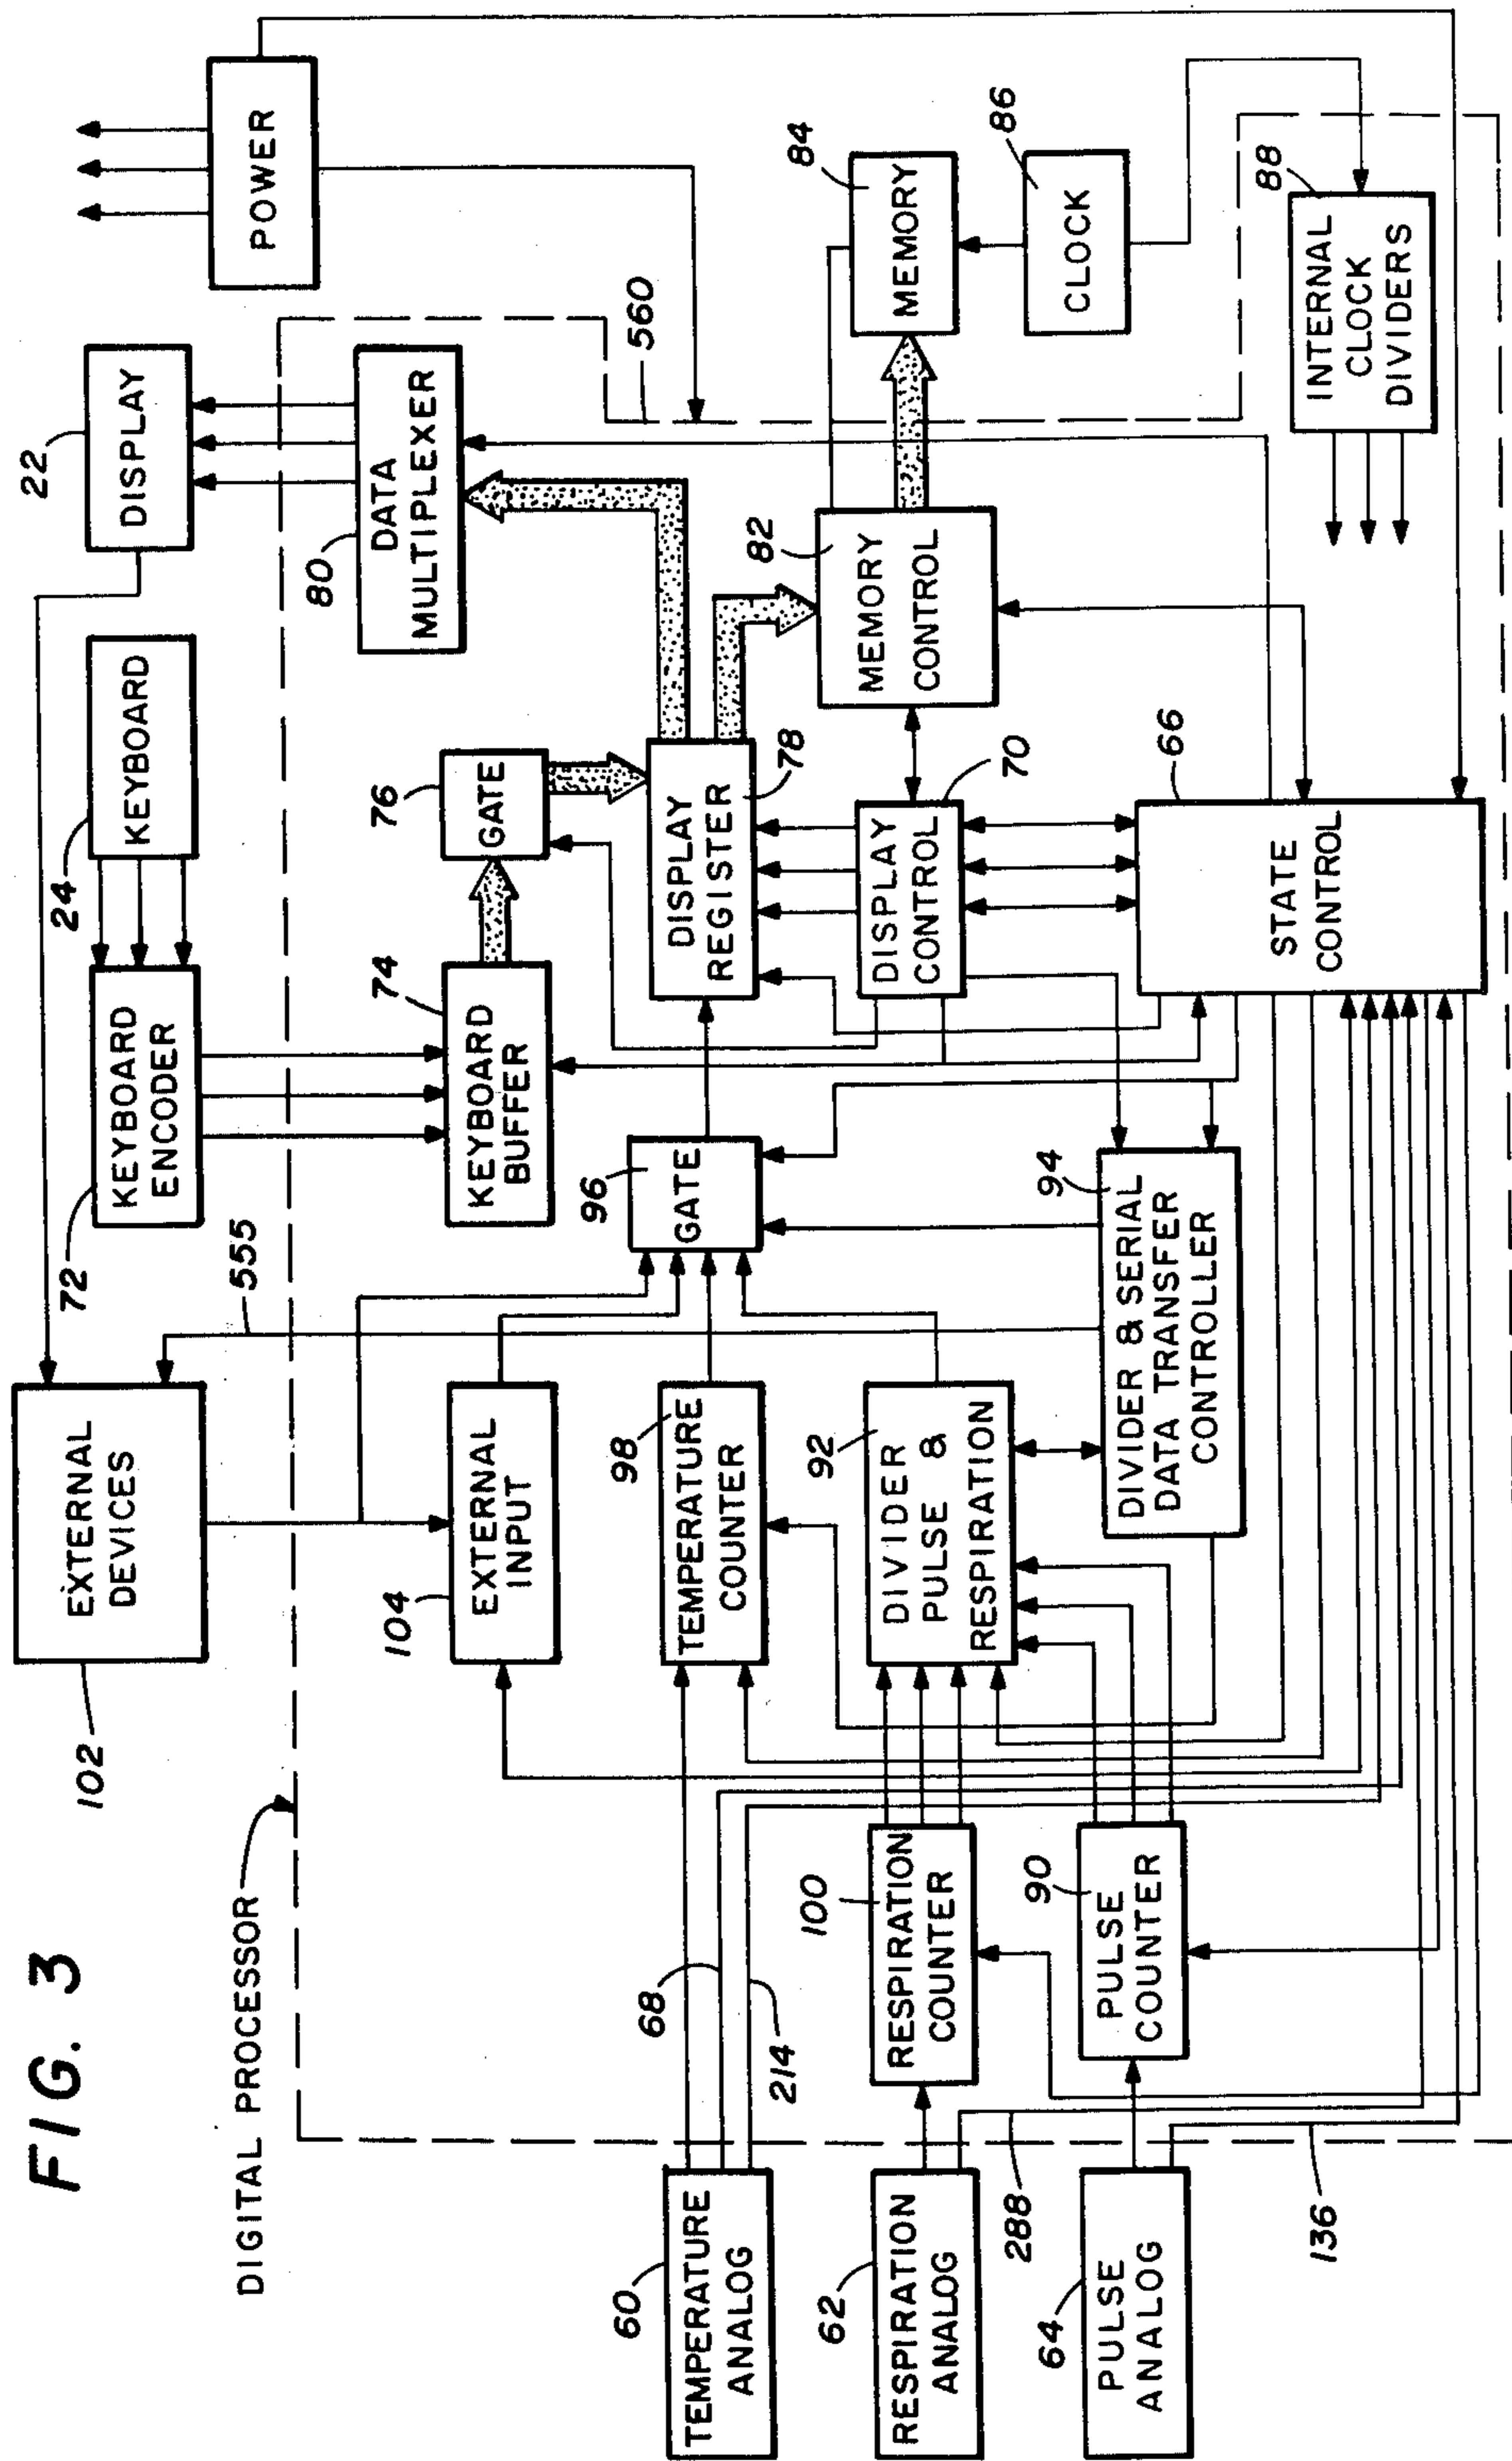 FIG. 3
DIGITAL PROCESSOR
102
EXTERNAL
DEVICES
555
72
KEYBOARD
ENCODER
24
KEYBOARD
22
DISPLAY
POWER
104
EXTERNAL
INPUT
74
KEYBOARD
BUFFER
76
GATE
80
DATA
MULTIPLEXER
560
60
TEMPERATURE
ANALOG
68
214
98
TEMPERATURE
COUNTER
96
GATE
DISPLAY
REGISTER
78
82
MEMORY
CONTROL
84
MEMORY
62
RESPIRATION
ANALOG
288
100
RESPIRATION
COUNTER
92
DIVIDER
PULSE &
RESPIRATION
DISPLAY
CONTROL
70
86
CLOCK
64
PULSE
ANALOG
136
90
PULSE
COUNTER
94
DIVIDER & SERIAL
DATA TRANSFER
CONTROLLER
66
STATE
CONTROL
88
INTERNAL
CLOCK
DIVIDERS